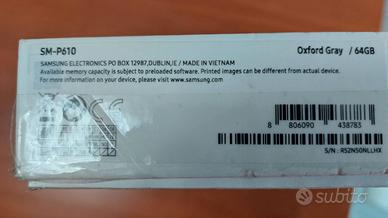 SM-P610
Oxford Gray / 64GB
SAMSUNG ELECTRONICS PO BOX 12987,DUBLIN,IE / MADE IN VIETNAM
Available memory capacity is subject to preloaded software. Printed images can be different from actual device.
For more information on your device, please visit www.samsung.com
8 806090 438783
S/N : R52N50NLLHX
subito